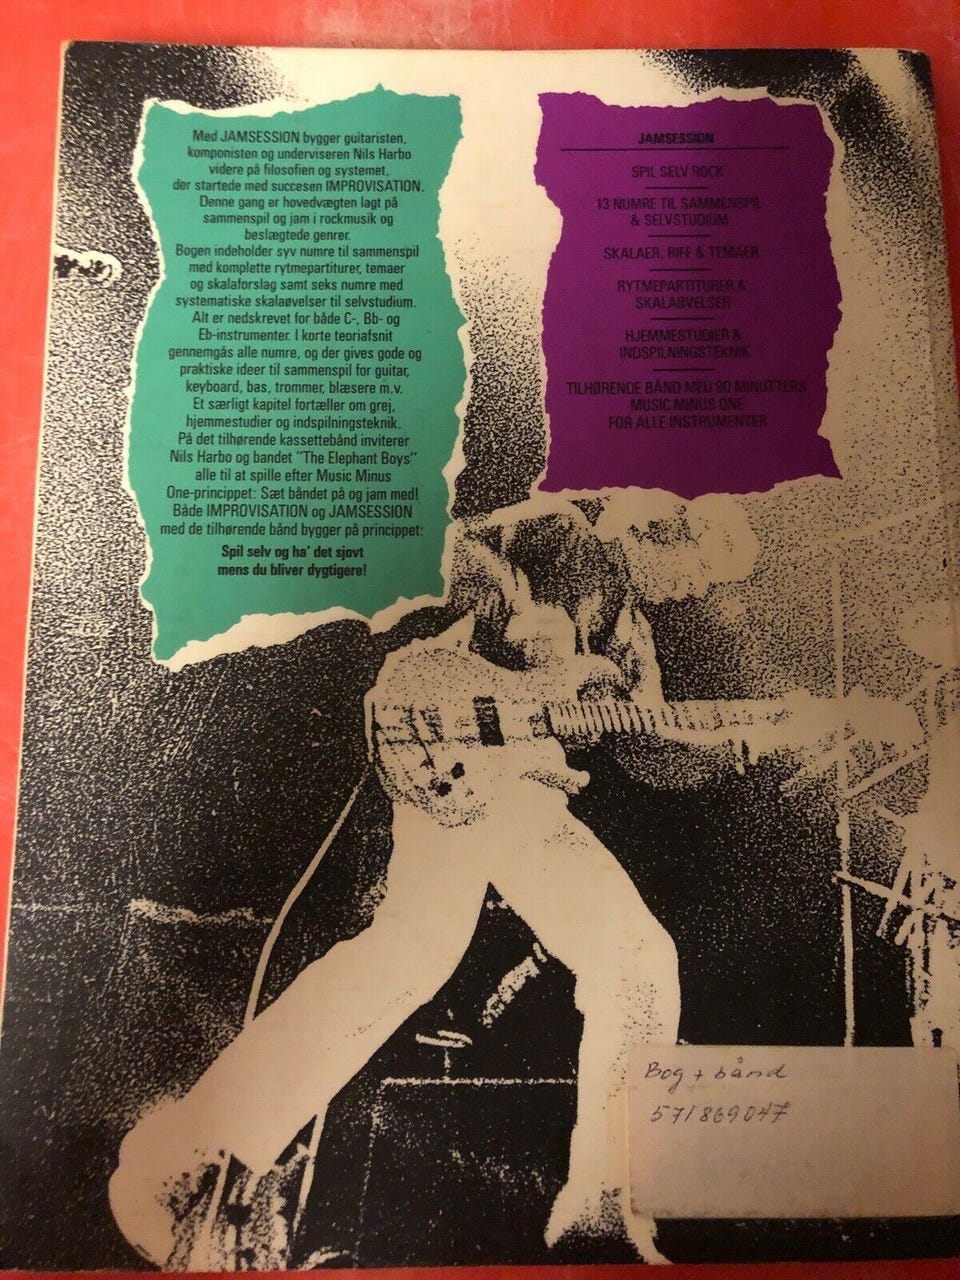 Med JAMSESSION bygger guitaristen,
komponisten og underviseren Nils Harbo
videre på filosofien og systemet,
der startede med succesen IMPROVISATION.
Denne gang er hovedvægten lagt på
sammenspil og jam i rockmusik og
beslægtede genrer.
Bogen indeholder syv numre til sammenspil
med komplette rytmepartiturer, temaer
og skalaforslag samt seks numre med
systematiske skalaøvelser til selvstudium.
Alt er nedskrevet for både C-, Bb- og
Eb-instrumenter. I korte teoriafsnit
gennemgås alle numre, og der gives gode og
praktiske ideer til sammenspil for guitar,
keyboard, bas, trommer, blæsere m.v.
Et særligt kapitel fortæller om grej,
hjemmestudier og indspilningsteknik.
På det tilhørende kassettebånd inviterer
Nils Harbo og bandet "The Elephant Boys"
alle til at spille efter Music Minus
One-princippet: Sæt båndet på og jam med!
Både IMPROVISATION og JAMSESSION
med de tilhørende bånd bygger på princippet:
Spil selv og ha' det sjovt
mens du bliver dygtigere!
JAMSESSION
SPIL SELV ROCK
13 NUMRE TIL SAMMENSPIL
& SELVSTUDIUM
SKALAER, RIFF & TEMAER
RYTMEPARTITURER &
SKALAØVELSER
HJEMMESTUDIER &
INDSPILNINGSTEKNIK
TILHØRENDE BÅND MED 90 MINUTTERS
MUSIC MINUS ONE
FOR ALLE INSTRUMENTER
Bog + bånd
571869047